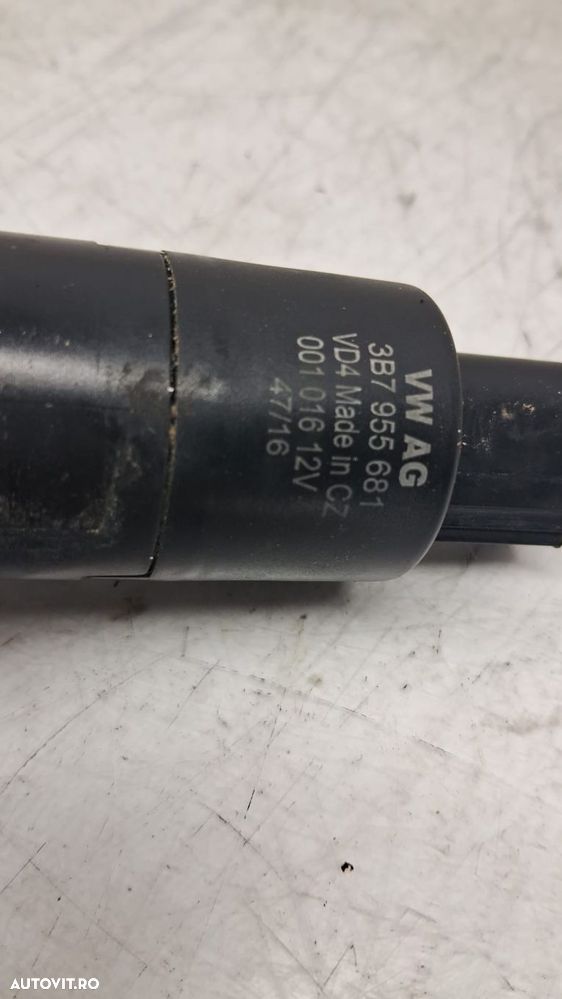 VW AG
3B7 955 681
VD4 Made in CZ
001 016 12V
47/16
AUTOVIT.RO